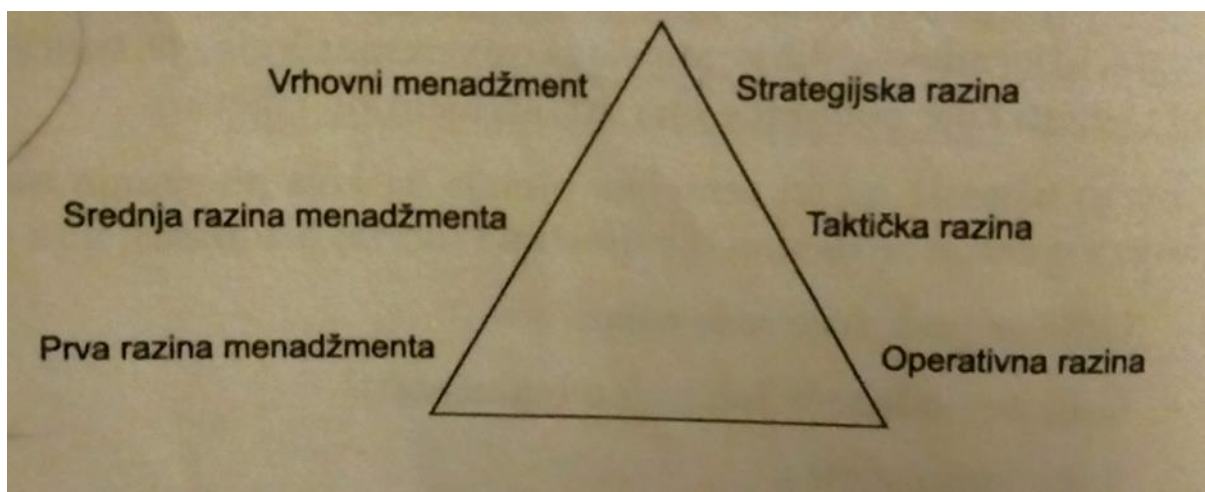 Vrhovni menadžment
Strategijska razina
Srednja razina menadžmenta
Taktička razina
Prva razina menadžmenta
Operativna razina